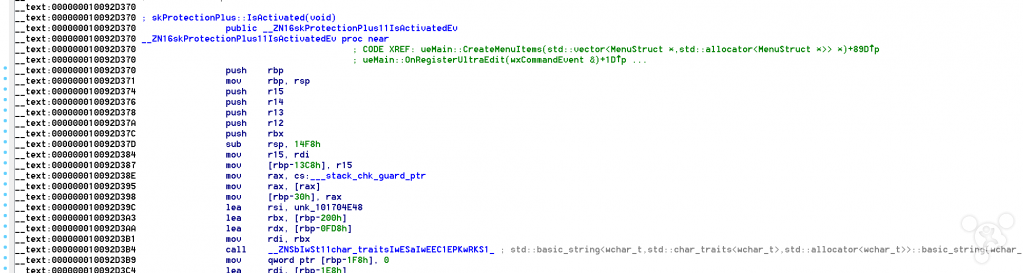 __text:000000010092D370
__text:000000010092D370 ; skProtectionPlus::IsActivated(void)
__text:000000010092D370 public __ZN16skProtectionPlus11IsActivatedEv
__text:000000010092D370 __ZN16skProtectionPlus11IsActivatedEv proc near
__text:000000010092D370 ; CODE XREF: ueMain::CreateMenuItems(std::vector<MenuStruct *,std::allocator<MenuStruct *>> *)+89D↑p
__text:000000010092D370 ; ueMain::OnRegisterUltraEdit(wxCommandEvent &)+1D↑p ...
__text:000000010092D370 push rbp
__text:000000010092D371 mov rbp, rsp
__text:000000010092D374 push r15
__text:000000010092D376 push r14
__text:000000010092D378 push r13
__text:000000010092D37A push r12
__text:000000010092D37C push rbx
__text:000000010092D37D sub rsp, 14F8h
__text:000000010092D384 mov r15, rdi
__text:000000010092D387 mov [rbp-13C8h], r15
__text:000000010092D38E mov rax, cs:___stack_chk_guard_ptr
__text:000000010092D395 mov rax, [rax]
__text:000000010092D398 mov [rbp-30h], rax
__text:000000010092D39C lea rsi, unk_101704E48
__text:000000010092D3A3 lea rbx, [rbp-200h]
__text:000000010092D3AA lea rdx, [rbp-0FD8h]
__text:000000010092D3B1 mov rdi, rbx
__text:000000010092D3B4 call __ZNSbIwSt11char_traitsIwESaIwEEC1EPKwRKS1_ ; std::basic_string<wchar_t,std::char_traits<wchar_t>,std::allocator<wchar_t>>::basic_string(wchar_
__text:000000010092D3B9 mov qword ptr [rbp-1F8h], 0
__text:000000010092D3C4 lea rdi, [rbp-1E8h]